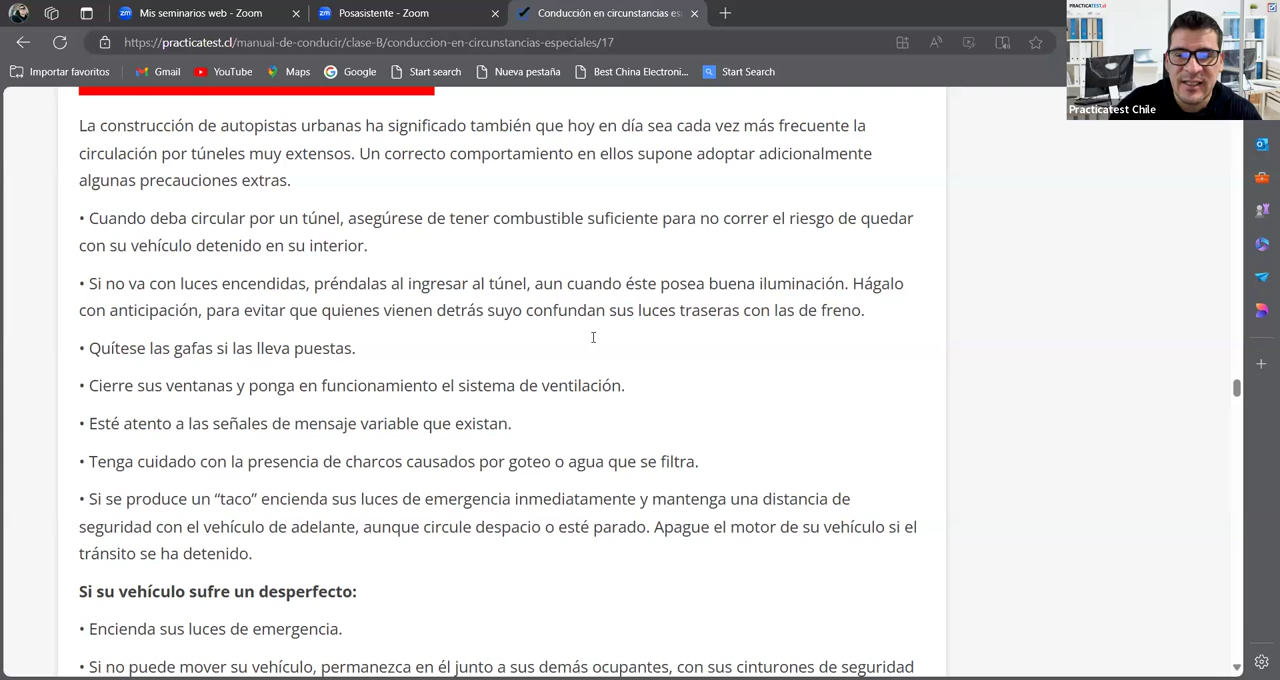 Mis seminarios web - Zoom
Posasistente - Zoom
Conducción en circunstancias es
https://practicatest.cl/manual-de-conducir/clase-B/conduccion-en-circunstancias-especiales/17
Importar favoritos
Gmail
YouTube
Maps
Google
Start search
Nueva pestaña
Best China Electroni...
Start Search
PRACTICATEST.cl
Practicatest Chile
La construcción de autopistas urbanas ha significado también que hoy en día sea cada vez más frecuente la
circulación por túneles muy extensos. Un correcto comportamiento en ellos supone adoptar adicionalmente
algunas precauciones extras.
• Cuando deba circular por un túnel, asegúrese de tener combustible suficiente para no correr el riesgo de quedar
con su vehículo detenido en su interior.
• Si no va con luces encendidas, préndalas al ingresar al túnel, aun cuando éste posea buena iluminación. Hágalo
con anticipación, para evitar que quienes vienen detrás suyo confundan sus luces traseras con las de freno.
• Quítese las gafas si las lleva puestas.
• Cierre sus ventanas y ponga en funcionamiento el sistema de ventilación.
• Esté atento a las señales de mensaje variable que existan.
• Tenga cuidado con la presencia de charcos causados por goteo o agua que se filtra.
• Si se produce un “taco” encienda sus luces de emergencia inmediatamente y mantenga una distancia de
seguridad con el vehículo de adelante, aunque circule despacio o esté parado. Apague el motor de su vehículo si el
tránsito se ha detenido.
Si su vehículo sufre un desperfecto:
• Encienda sus luces de emergencia.
• Si no puede mover su vehículo, permanezca en él junto a sus demás ocupantes, con sus cinturones de seguridad